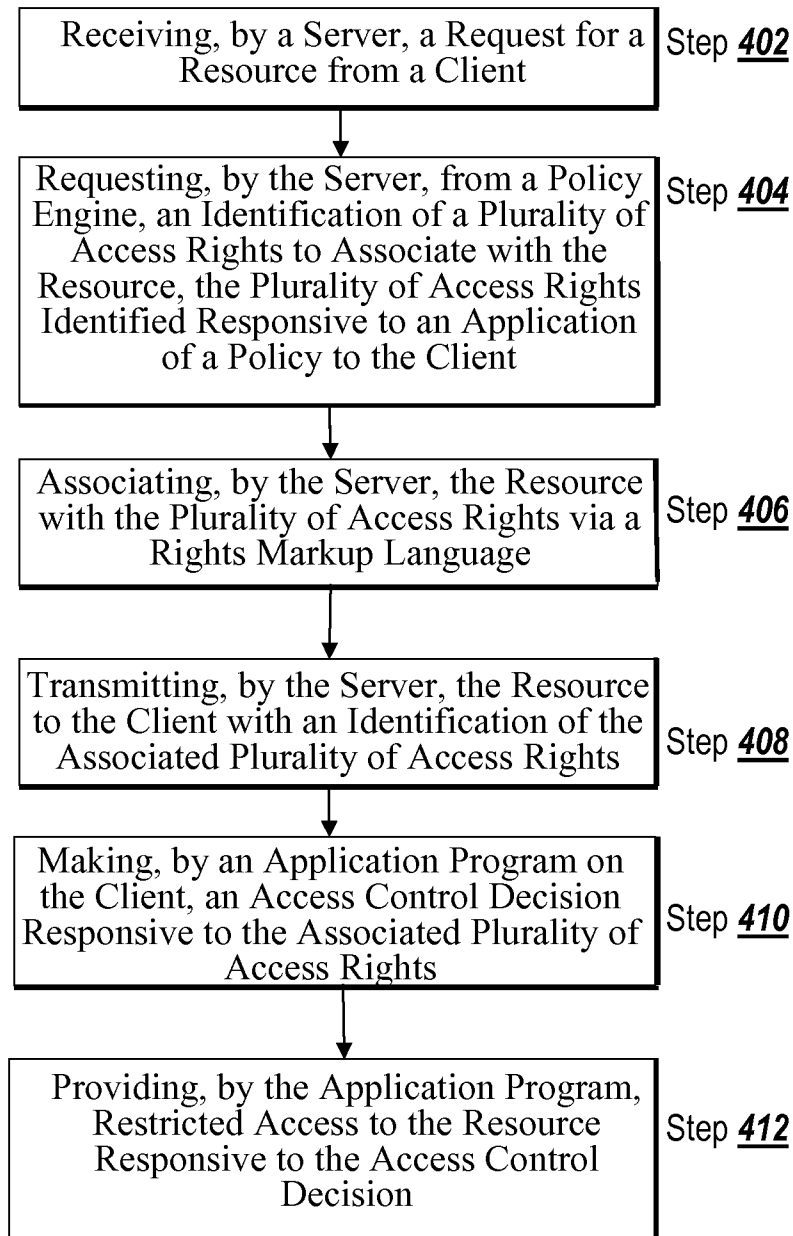 Receiving, by a Server, a Request for a
Resource from a Client
Step 402
Requesting, by the Server, from a Policy
Engine, an Identification of a Plurality of
Access Rights to Associate with the
Resource, the Plurality of Access Rights
Identified Responsive to an Application
of a Policy to the Client
Step 404
Associating, by the Server, the Resource
with the Plurality of Access Rights via a
Rights Markup Language
Step 406
Transmitting, by the Server, the Resource
to the Client with an Identification of the
Associated Plurality of Access Rights
Step 408
Making, by an Application Program on
the Client, an Access Control Decision
Responsive to the Associated Plurality of
Access Rights
Step 410
Providing, by the Application Program,
Restricted Access to the Resource
Responsive to the Access Control
Decision
Step 412